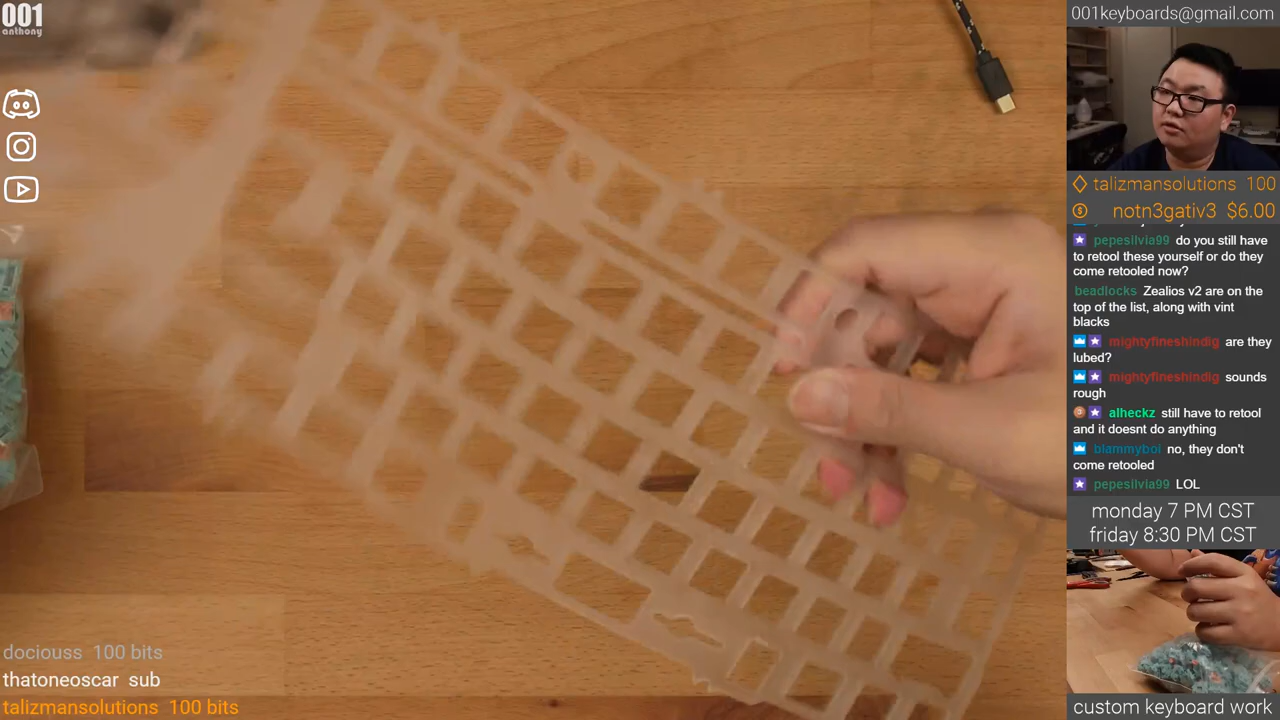 001
anthony
001keyboards@gmail.com
talizmansolutions 100
notn3gativ3 $6.00
pepesilvia99 do you still have
to retool these yourself or do they
come retooled now?
beadlocks Zealios v2 are on the
top of the list, along with vint
blacks
mightyfineshindig are they
lubed?
mightyfineshindig sounds
rough
alheckz still have to retool
and it doesnt do anything
blammyboi no, they don't
come retooled
pepesilvia99 LOL
monday 7 PM CST
friday 8:30 PM CST
dociouss 100 bits
thatoneoscar sub
talizmansolutions 100 bits
custom keyboard work